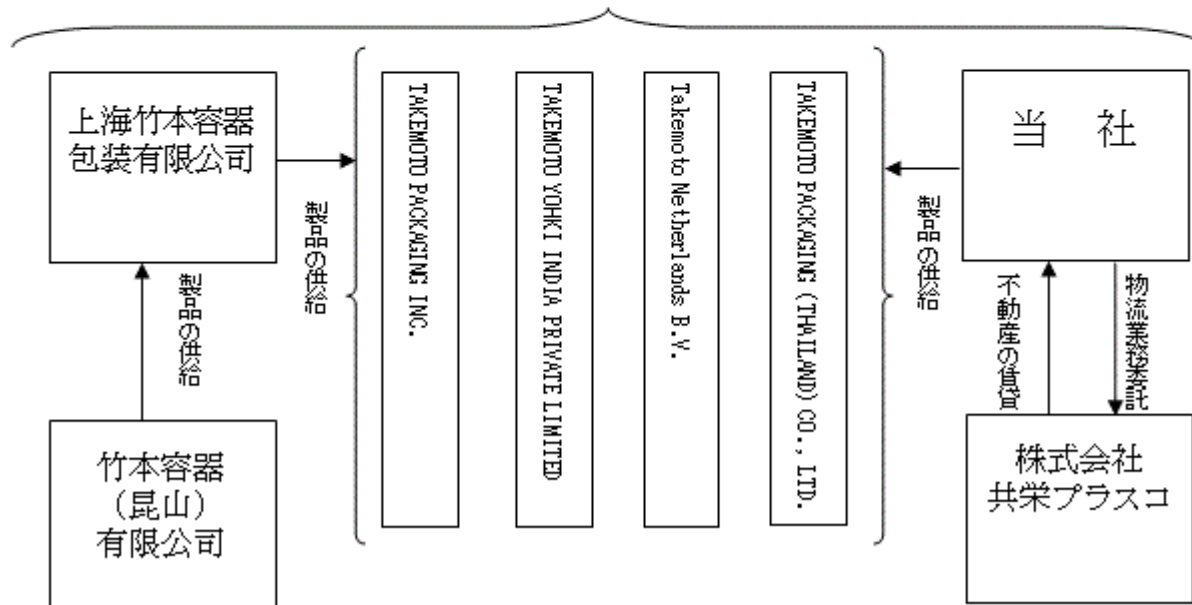 上海竹本容器
包装有限公司
製品の供給
製品の供給
竹本容器
（昆山）
有限公司
TAKEMOTO PACKAGING INC.
TAKEMOTO YOHKI INDIA PRIVATE LIMITED
Takemoto Netherlands B.V.
TAKEMOTO PACKAGING (THAILAND) CO., LTD.
製品の供給
当　社
不動産の賃貸
物流業務委託
株式会社
共栄プラスコ